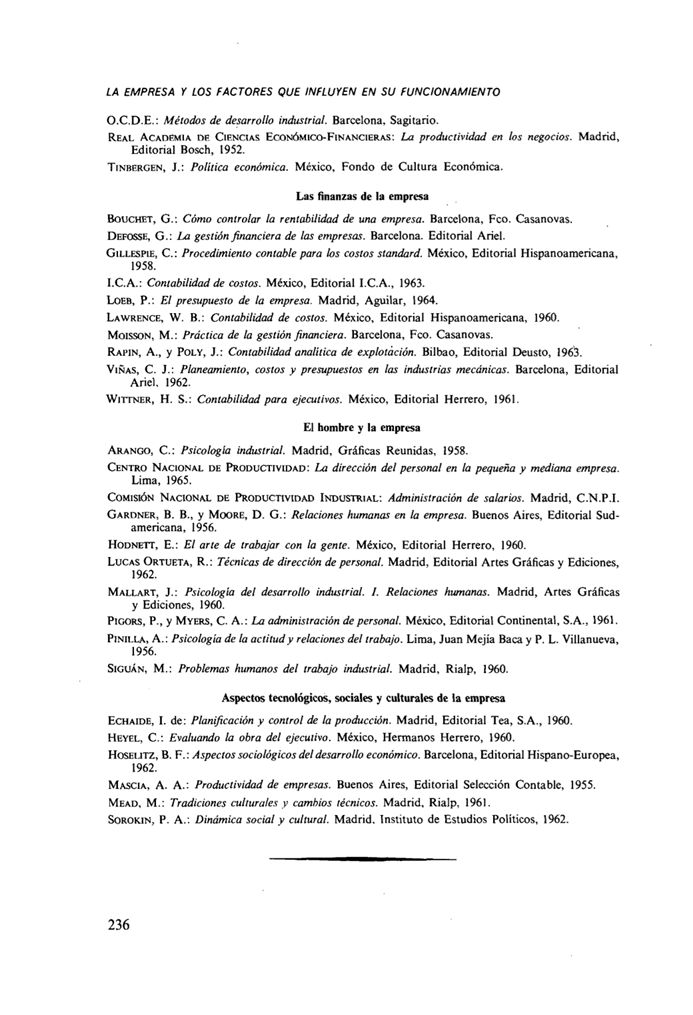 LA EMPRESA Y LOS FACTORES QUE INFLUYEN EN SU FUNCIONAMIENTO
O.C.D.E.: Métodos de desarrollo industrial. Barcelona, Sagitario.
REAL ACADEMIA DE CIENCIAS ECONÓMICO-FINANCIERAS: La productividad en los negocios. Madrid,
Editorial Bosch, 1952.
TINBERGEN, J.: Política económica. México, Fondo de Cultura Económica.
Las finanzas de la empresa
BOUCHET, G.: Cómo controlar la rentabilidad de una empresa. Barcelona, Fco. Casanovas.
DEFOSSE, G.: La gestión financiera de las empresas. Barcelona. Editorial Ariel.
GILLESPIE, C.: Procedimiento contable para los costos standard. México, Editorial Hispanoamericana,
1958.
I.C.A.: Contabilidad de costos. México, Editorial I.C.A., 1963.
LOEB, P.: El presupuesto de la empresa. Madrid, Aguilar, 1964.
LAWRENCE, W. B.: Contabilidad de costos. México, Editorial Hispanoamericana, 1960.
MOISSON, M.: Práctica de la gestión financiera. Barcelona, Fco. Casanovas.
RAPIN, A., y POLY, J.: Contabilidad analítica de explotación. Bilbao, Editorial Deusto, 1963.
VIÑAS, C. J.: Planeamiento, costos y presupuestos en las industrias mecánicas. Barcelona, Editorial
Ariel, 1962.
WITTNER, H. S.: Contabilidad para ejecutivos. México, Editorial Herrero, 1961.
El hombre y la empresa
ARANGO, C.: Psicología industrial. Madrid, Gráficas Reunidas, 1958.
CENTRO NACIONAL DE PRODUCTIVIDAD: La dirección del personal en la pequeña y mediana empresa.
Lima, 1965.
COMISIÓN NACIONAL DE PRODUCTIVIDAD INDUSTRIAL: Administración de salarios. Madrid, C.N.P.I.
GARDNER, B. B., y MOORE, D. G.: Relaciones humanas en la empresa. Buenos Aires, Editorial Sud-
americana, 1956.
HODNETT, E.: El arte de trabajar con la gente. México, Editorial Herrero, 1960.
LUCAS ORTUETA, R.: Técnicas de dirección de personal. Madrid, Editorial Artes Gráficas y Ediciones,
1962.
MALLART, J.: Psicología del desarrollo industrial. I. Relaciones humanas. Madrid, Artes Gráficas
y Ediciones, 1960.
PIGORS, P., y MYERS, C. A.: La administración de personal. México, Editorial Continental, S.A., 1961.
PINILLA, A.: Psicología de la actitud y relaciones del trabajo. Lima, Juan Mejía Baca y P. L. Villanueva,
1956.
SIGUÁN, M.: Problemas humanos del trabajo industrial. Madrid, Rialp, 1960.
Aspectos tecnológicos, sociales y culturales de la empresa
ECHAIDE, I. de: Planificación y control de la producción. Madrid, Editorial Tea, S.A., 1960.
HEYEL, C.: Evaluando la obra del ejecutivo. México, Hermanos Herrero, 1960.
HOSELITZ, B. F.: Aspectos sociológicos del desarrollo económico. Barcelona, Editorial Hispano-Europea,
1962.
MASCIA, A. A.: Productividad de empresas. Buenos Aires, Editorial Selección Contable, 1955.
MEAD, M.: Tradiciones culturales y cambios técnicos. Madrid, Rialp, 1961.
SOROKIN, P. A.: Dinámica social y cultural. Madrid, Instituto de Estudios Políticos, 1962.
236